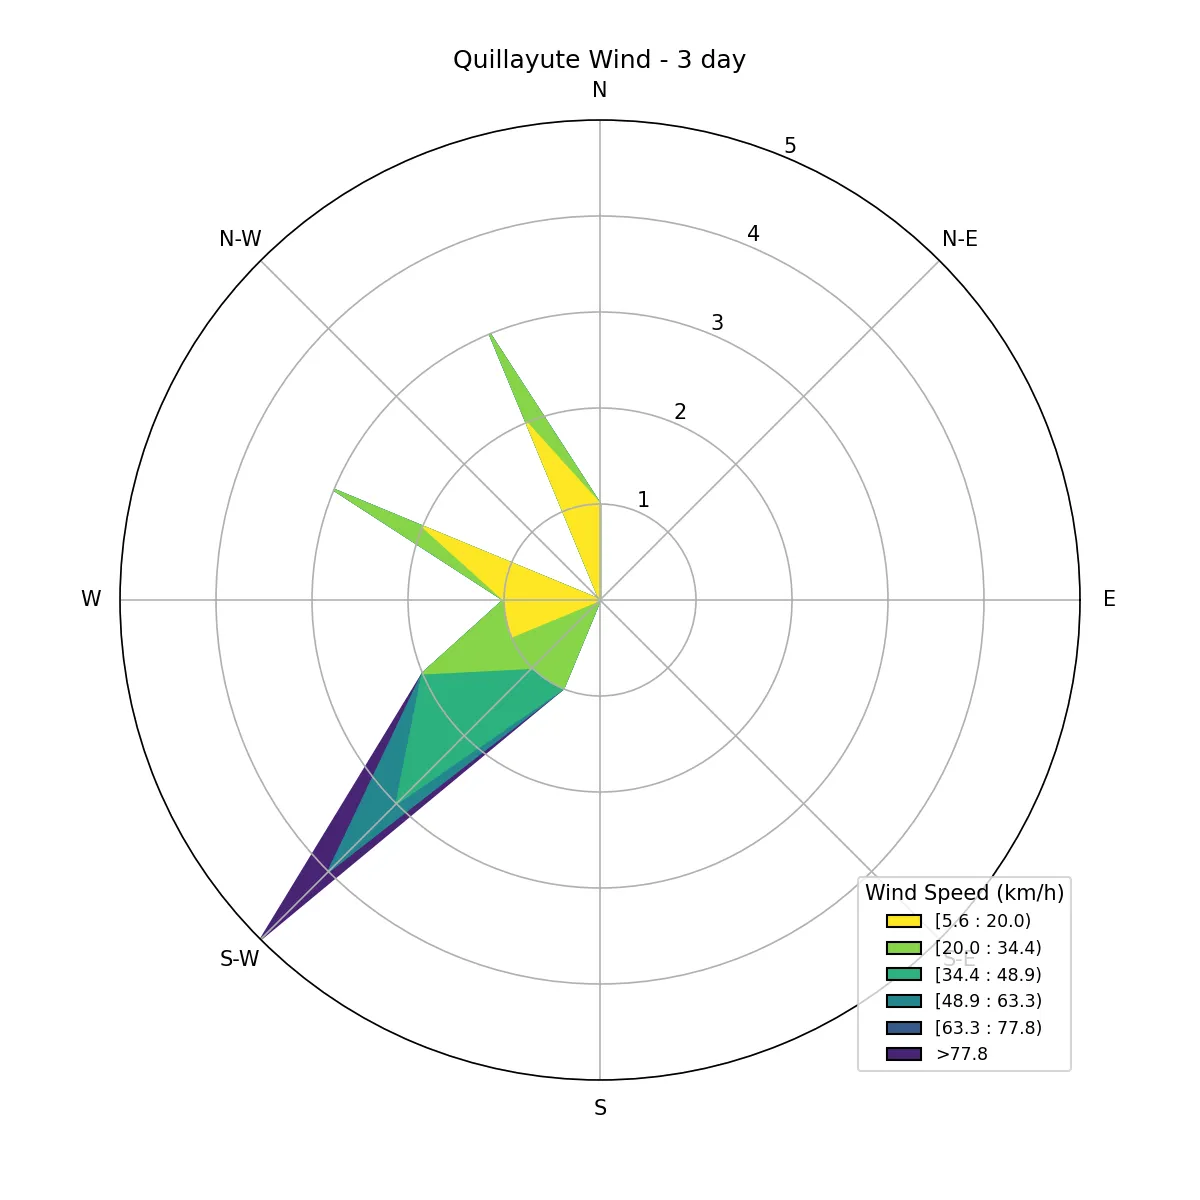 Quillayute Wind - 3 day
N
5
N-W
N-E
4
3
2
1
W
E
S-W
S-E
Wind Speed (km/h)
[5.6 : 20.0)
[20.0 : 34.4)
[34.4 : 48.9)
[48.9 : 63.3)
[63.3 : 77.8)
>77.8
S